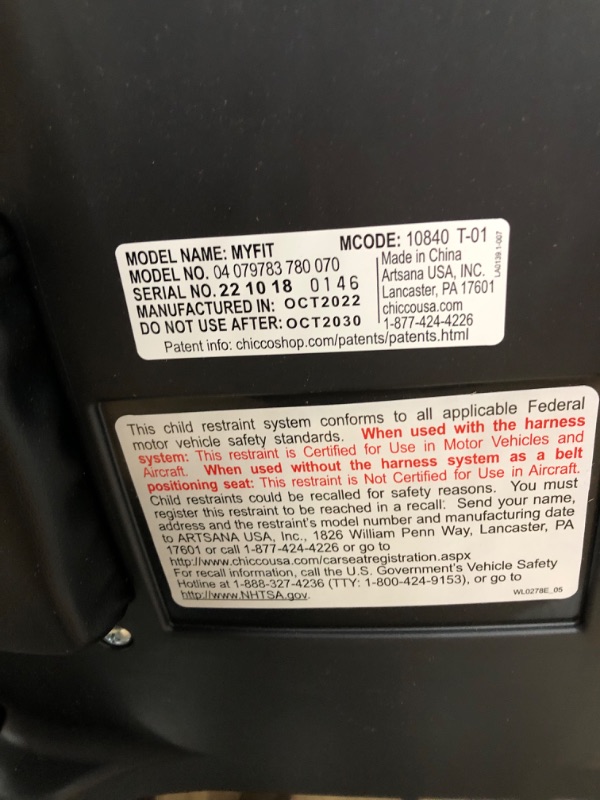 MODEL NAME: MYFIT
MCODE: 10840 T-01
MODEL NO. 04 079783 780 070
SERIAL NO. 22 10 18 0146
MANUFACTURED IN: OCT2022
DO NOT USE AFTER: OCT2030
Made in China
Artsana USA, INC.
Lancaster, PA 17601
chiccousa.com
1-877-424-4226
Patent info: chiccoshop.com/patents/patents.html
LA0139.1-007
This child restraint system conforms to all applicable Federal
motor vehicle safety standards. When used with the harness
system: This restraint is Certified for Use in Motor Vehicles and
Aircraft. When used without the harness system as a belt
positioning seat: This restraint is Not Certified for Use in Aircraft.
Child restraints could be recalled for safety reasons. You must
register this restraint to be reached in a recall. Send your name,
address and the restraint's model number and manufacturing date
to ARTSANA USA, Inc., 1826 William Penn Way, Lancaster, PA
17601 or call 1-877-424-4226 or go to
http://www.chiccousa.com/carseatregistration.aspx
For recall information, call the U.S. Government's Vehicle Safety
Hotline at 1-888-327-4236 (TTY: 1-800-424-9153), or go to
http://www.NHTSA.gov.
WL0278E_05